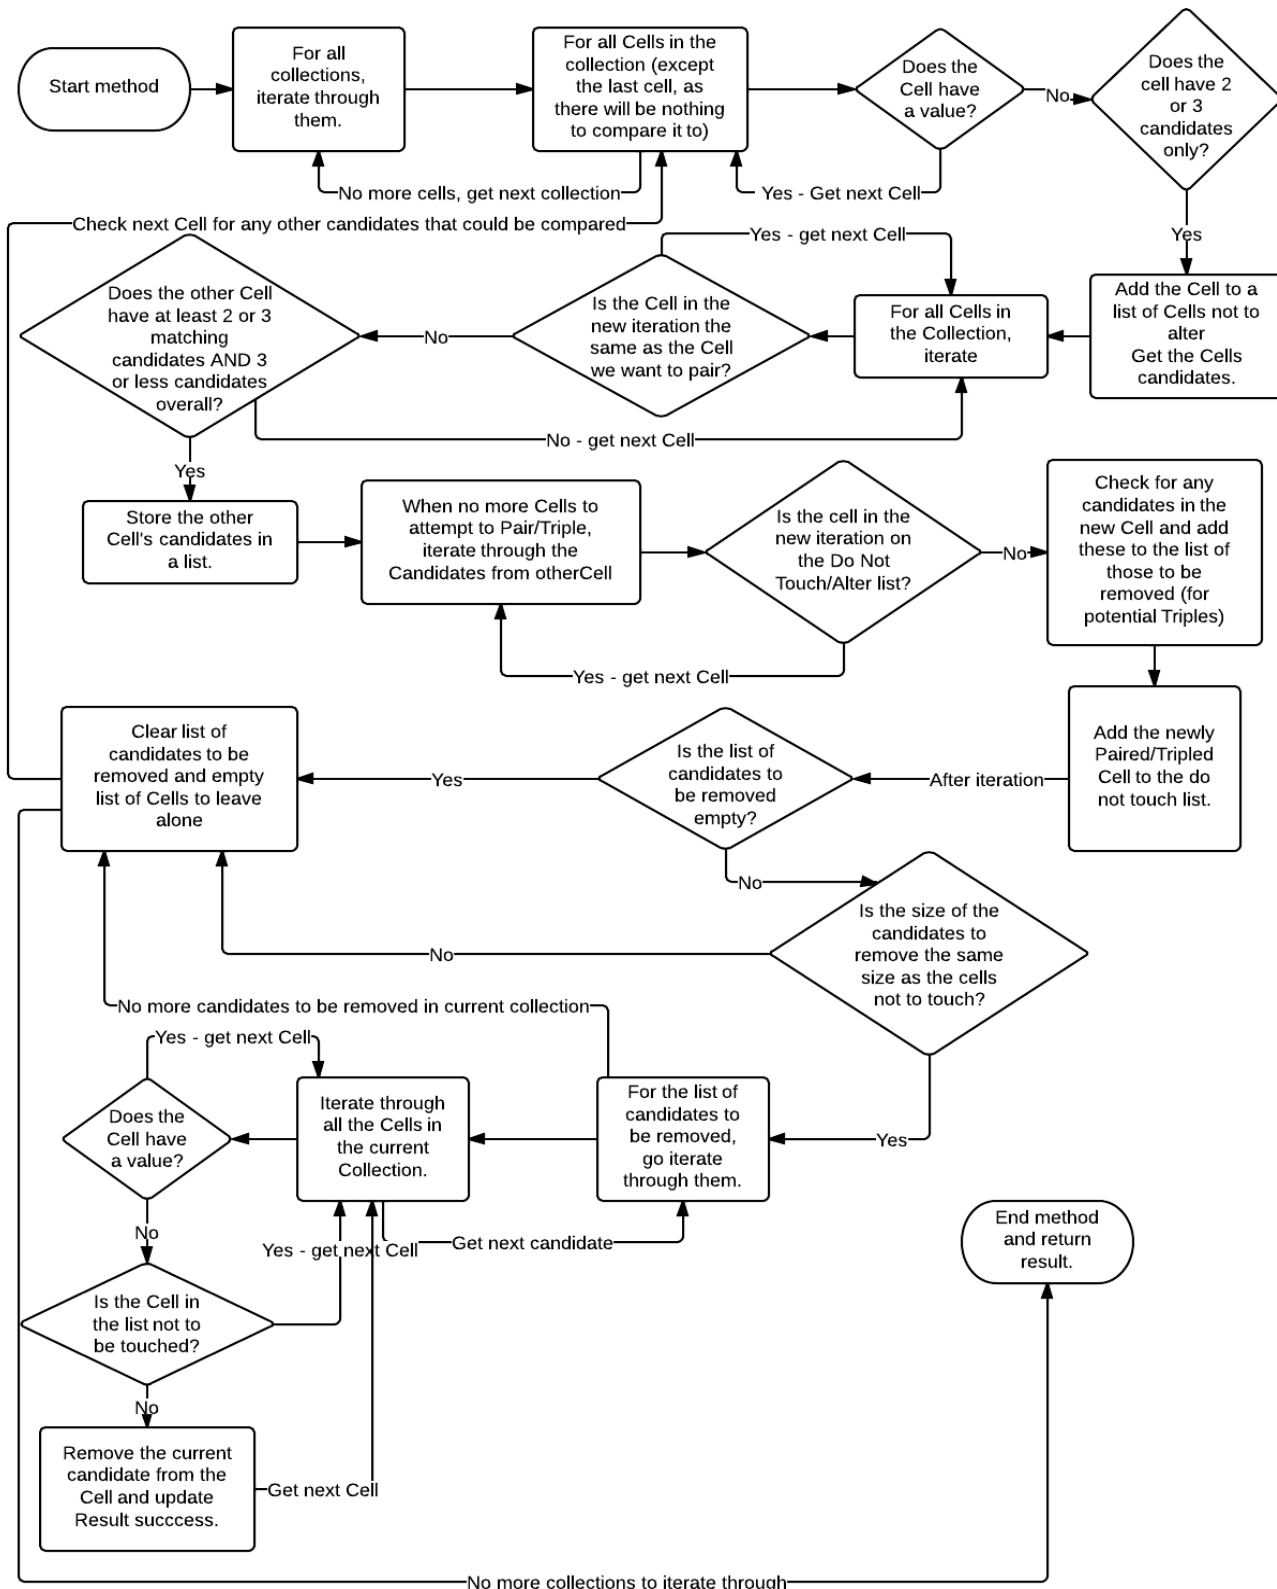 Start method
For all
collections,
iterate through
them.
For all Cells in the
collection (except
the last cell, as
there will be nothing
to compare it to)
Does the
Cell have
a value?
No
Does the
cell have 2
or 3
candidates
only?
No more cells, get next collection
Yes - Get next Cell
Check next Cell for any other candidates that could be compared
Yes - get next Cell
Yes
Does the other Cell
have at least 2 or 3
matching
candidates AND 3
or less candidates
overall?
No
Is the Cell in the
new iteration the
same as the Cell
we want to pair?
For all Cells in
the Collection,
iterate
Add the Cell to a
list of Cells not to
alter
Get the Cells
candidates.
No - get next Cell
Yes
Store the other
Cell's candidates in
a list.
When no more Cells to
attempt to Pair/Triple,
iterate through the
Candidates from otherCell
Is the cell in the
new iteration on
the Do Not
Touch/Alter list?
No
Check for any
candidates in the
new Cell and add
these to the list of
those to be
removed (for
potential Triples)
Yes - get next Cell
Clear list of
candidates to be
removed and empty
list of Cells to leave
alone
Yes
Is the list of
candidates to
be removed
empty?
After iteration
Add the newly
Paired/Tripled
Cell to the do
not touch list.
No
Is the size of the
candidates to
remove the same
size as the cells
not to touch?
No
No more candidates to be removed in current collection
Yes - get next Cell
Does the
Cell have
a value?
Iterate through
all the Cells in
the current
Collection.
For the list of
candidates to
be removed,
go iterate
through them.
Yes
No
Yes - get next Cell
Get next candidate
End method
and return
result.
Is the Cell in
the list not to
be touched?
No
Remove the current
candidate from the
Cell and update
Result succcess.
Get next Cell
No more collections to iterate through